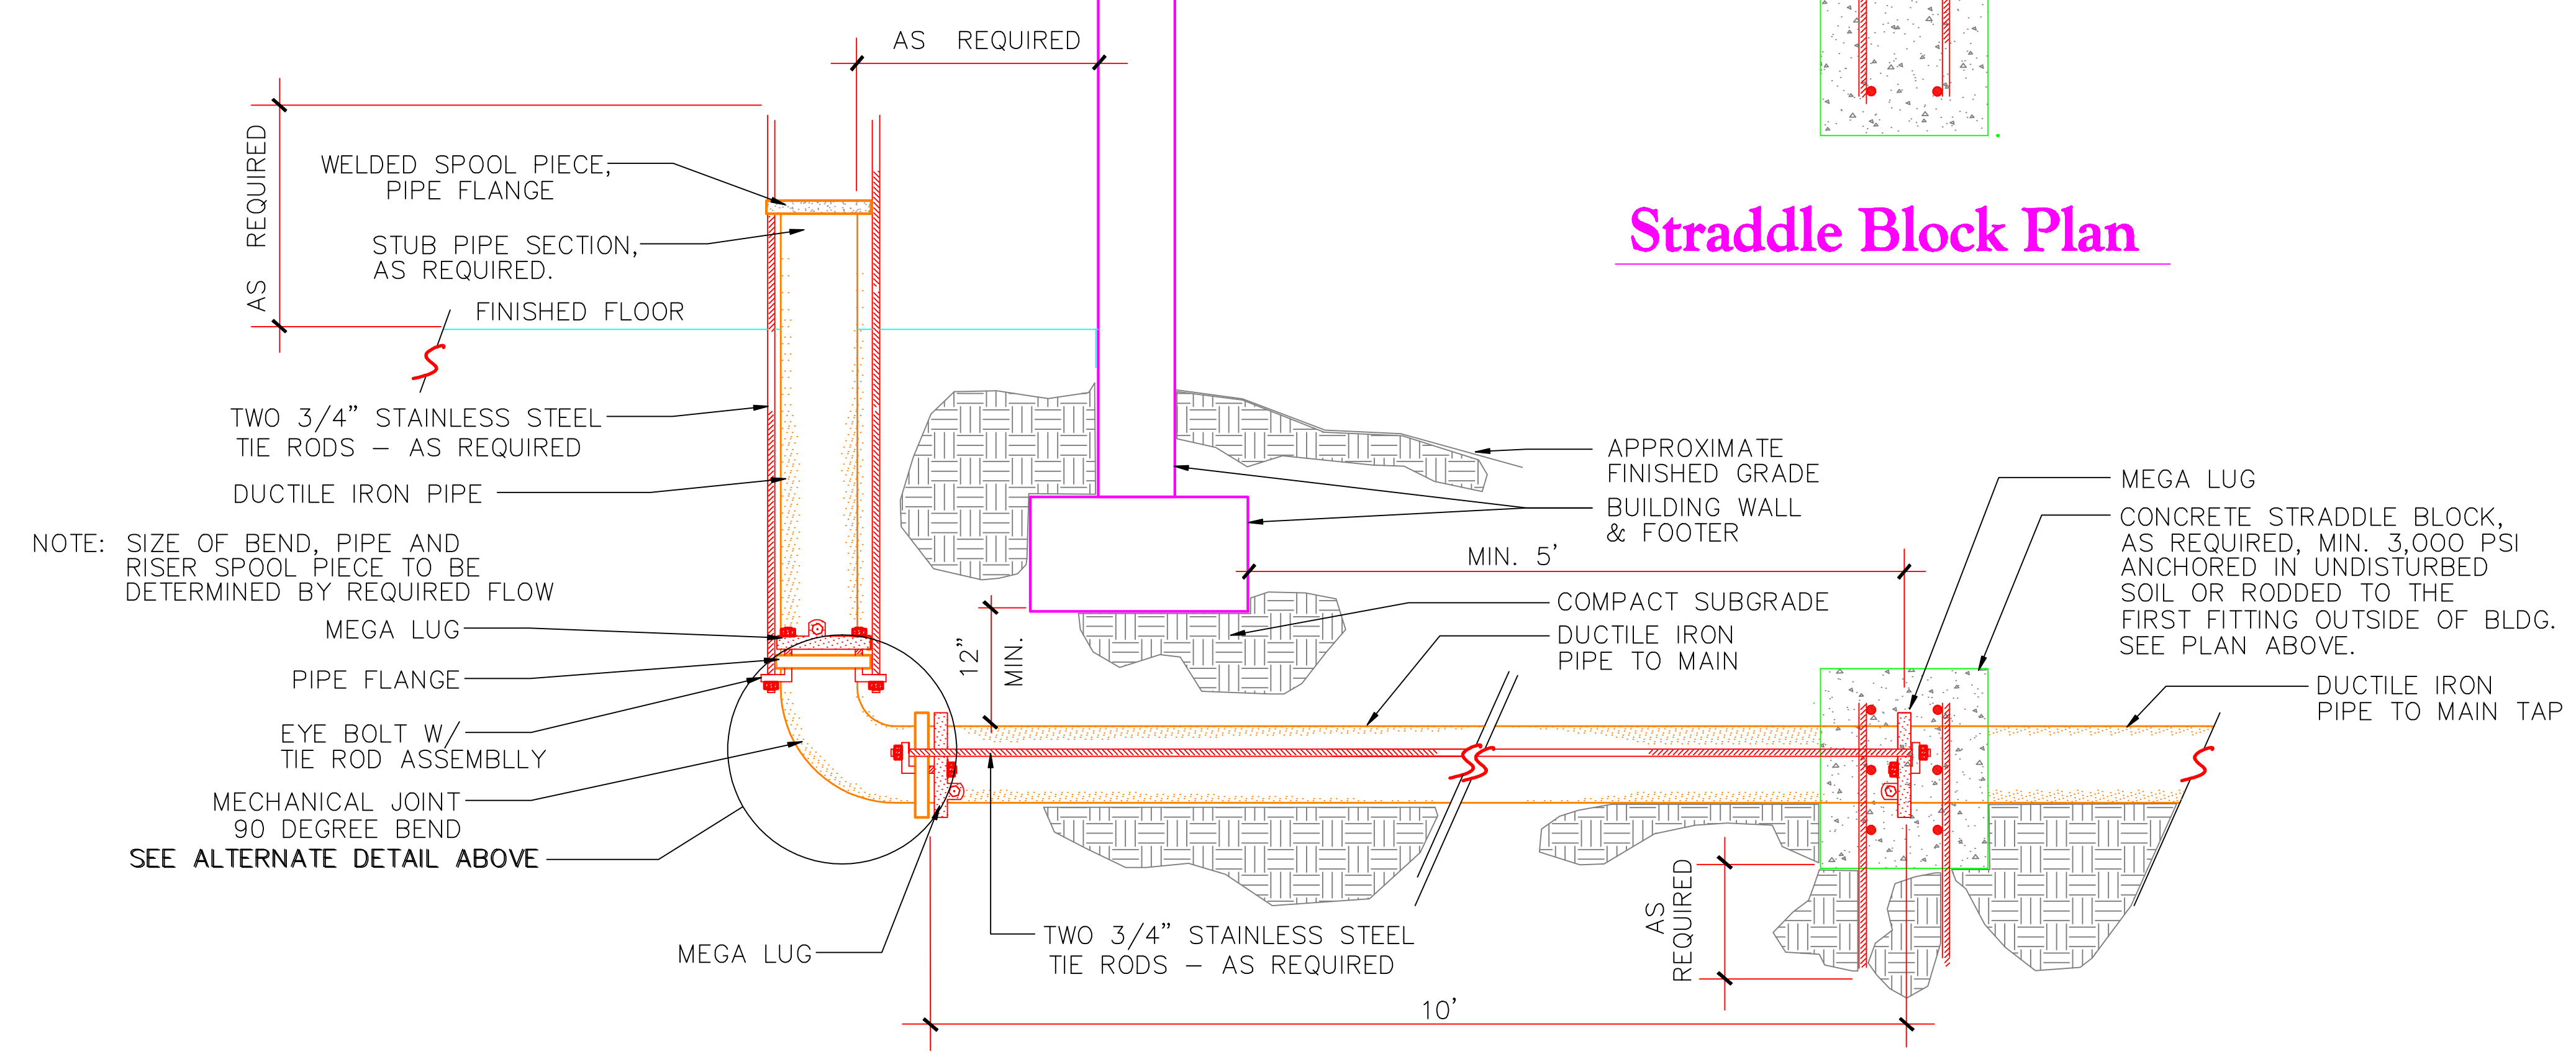 AS REQUIRED
AS REQUIRED
WELDED SPOOL PIECE,
PIPE FLANGE
STUB PIPE SECTION,
AS REQUIRED.
FINISHED FLOOR
Straddle Block Plan
TWO 3/4" STAINLESS STEEL
TIE RODS – AS REQUIRED
DUCTILE IRON PIPE
NOTE: SIZE OF BEND, PIPE AND
RISER SPOOL PIECE TO BE
DETERMINED BY REQUIRED FLOW
MEGA LUG
PIPE FLANGE
EYE BOLT W/
TIE ROD ASSEMBLLY
MECHANICAL JOINT
90 DEGREE BEND
SEE ALTERNATE DETAIL ABOVE
MEGA LUG
APPROXIMATE
FINISHED GRADE
BUILDING WALL
& FOOTER
MIN. 5'
12"
MIN.
COMPACT SUBGRADE
DUCTILE IRON
PIPE TO MAIN
MEGA LUG
CONCRETE STRADDLE BLOCK,
AS REQUIRED, MIN. 3,000 PSI
ANCHORED IN UNDISTURBED
SOIL OR RODDED TO THE
FIRST FITTING OUTSIDE OF BLDG.
SEE PLAN ABOVE.
DUCTILE IRON
PIPE TO MAIN TAP
TWO 3/4" STAINLESS STEEL
TIE RODS – AS REQUIRED
AS
REQUIRED
10'